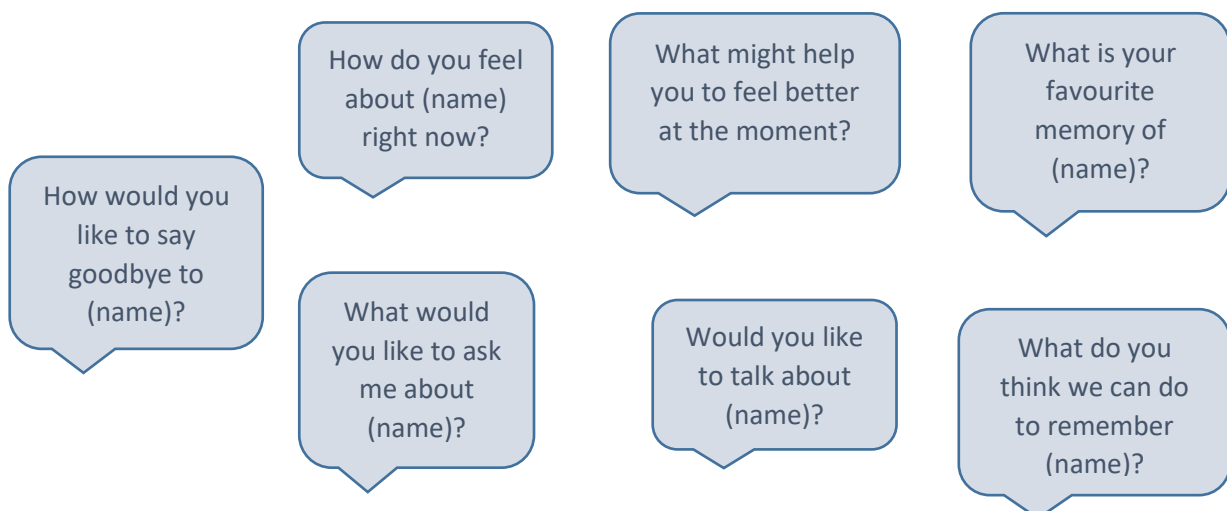 How do you feel
about (name)
right now?
What might help
you to feel better
at the moment?
What is your
favourite
memory of
(name)?
How would you
like to say
goodbye to
(name)?
What would
you like to ask
me about
(name)?
Would you like
to talk about
(name)?
What do you
think we can do
to remember
(name)?